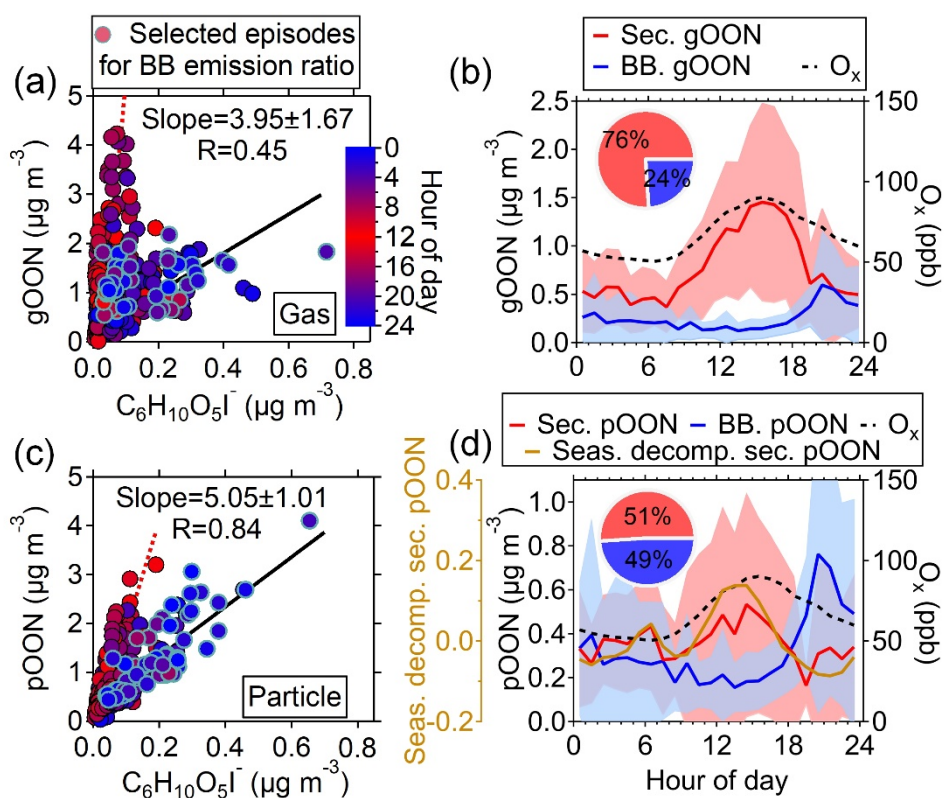 Selected episodes
for BB emission ratio
(a)
5
4
3
2
1
0
gOON (µg m⁻³)
Slope=3.95±1.67
R=0.45
0
4
8
12
16
20
24
Hour of day
Gas
0.0 0.2 0.4 0.6 0.8
C₆H₁₀O₅I⁻ (µg m⁻³)
(b)
Sec. gOON
BB. gOON
Oₓ
2.5
2.0
1.5
1.0
0.5
0.0
gOON (µg m⁻³)
76%
24%
150
100
50
0
Oₓ (ppb)
0 6 12 18 24
(c)
5
4
3
2
1
0
pOON (µg m⁻³)
Slope=5.05±1.01
R=0.84
Particle
0.0 0.2 0.4 0.6 0.8
C₆H₁₀O₅I⁻ (µg m⁻³)
(d)
Sec. pOON BB. pOON Oₓ
Seas. decomp. sec. pOON
0.4
0.2
0.0
-0.2
Seas. decomp. sec. pOON
1.0
0.8
0.6
0.4
0.2
0.0
pOON (µg m⁻³)
51%
49%
150
100
50
0
Oₓ (ppb)
0 6 12 18 24
Hour of day